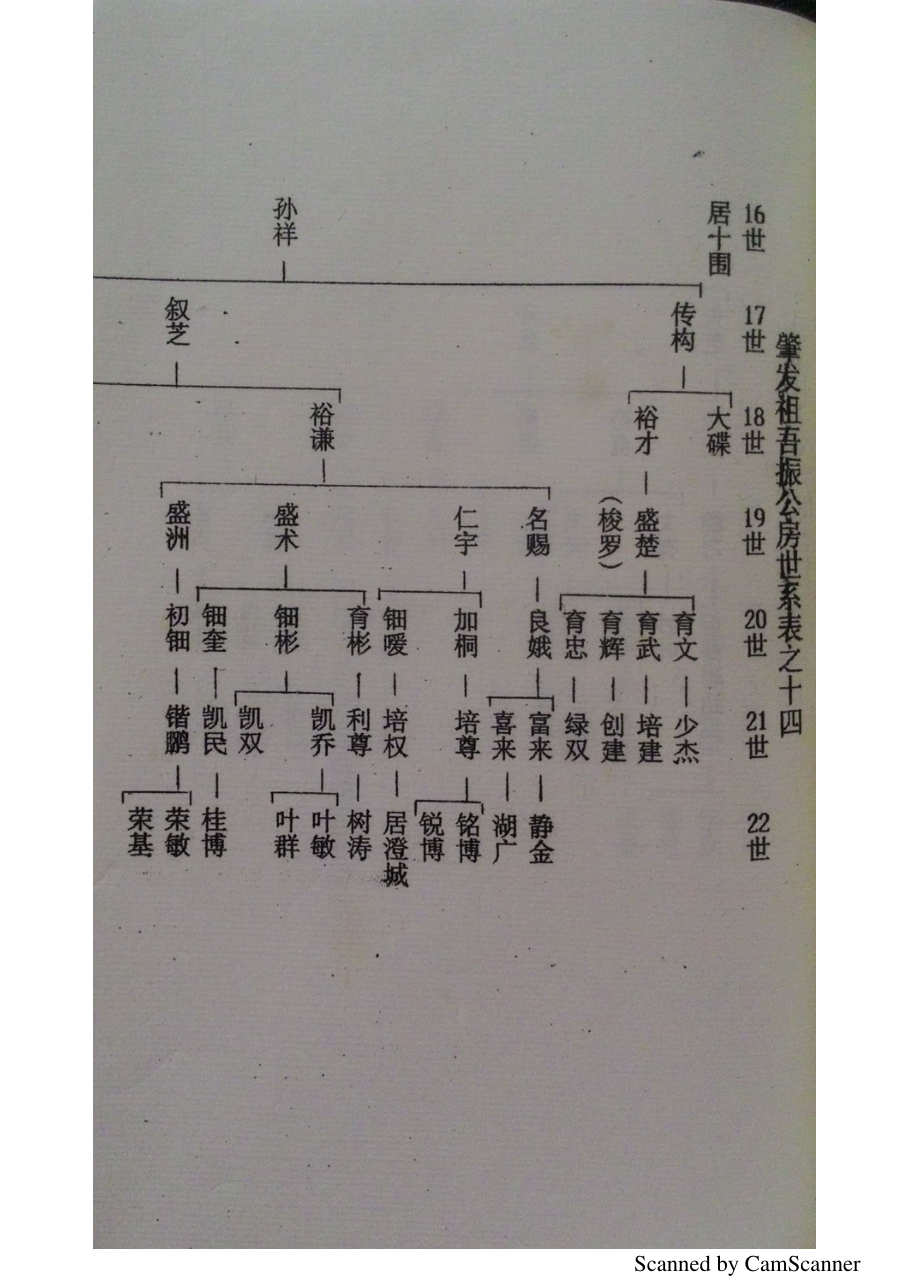 肇发祖吾振公房世系表之十四
16世
17世
18世
19世
20世
21世
22世
居十围
孙祥
传构
叙芝
大碟
裕才
裕谦
盛楚
(梭罗)
名赐
仁宇
盛术
盛洲
育文
育武
育辉
育忠
良娥
加桐
钿嗳
育彬
钿彬
钿奎
初钿
少杰
培建
创建
绿双
富来
喜来
培尊
培权
利尊
凯乔
凯双
凯民
锴鹏
静金
湖广
铭博
锐博
居澄城
树涛
叶敏
叶群
桂博
荣敏
荣基
Scanned by CamScanner